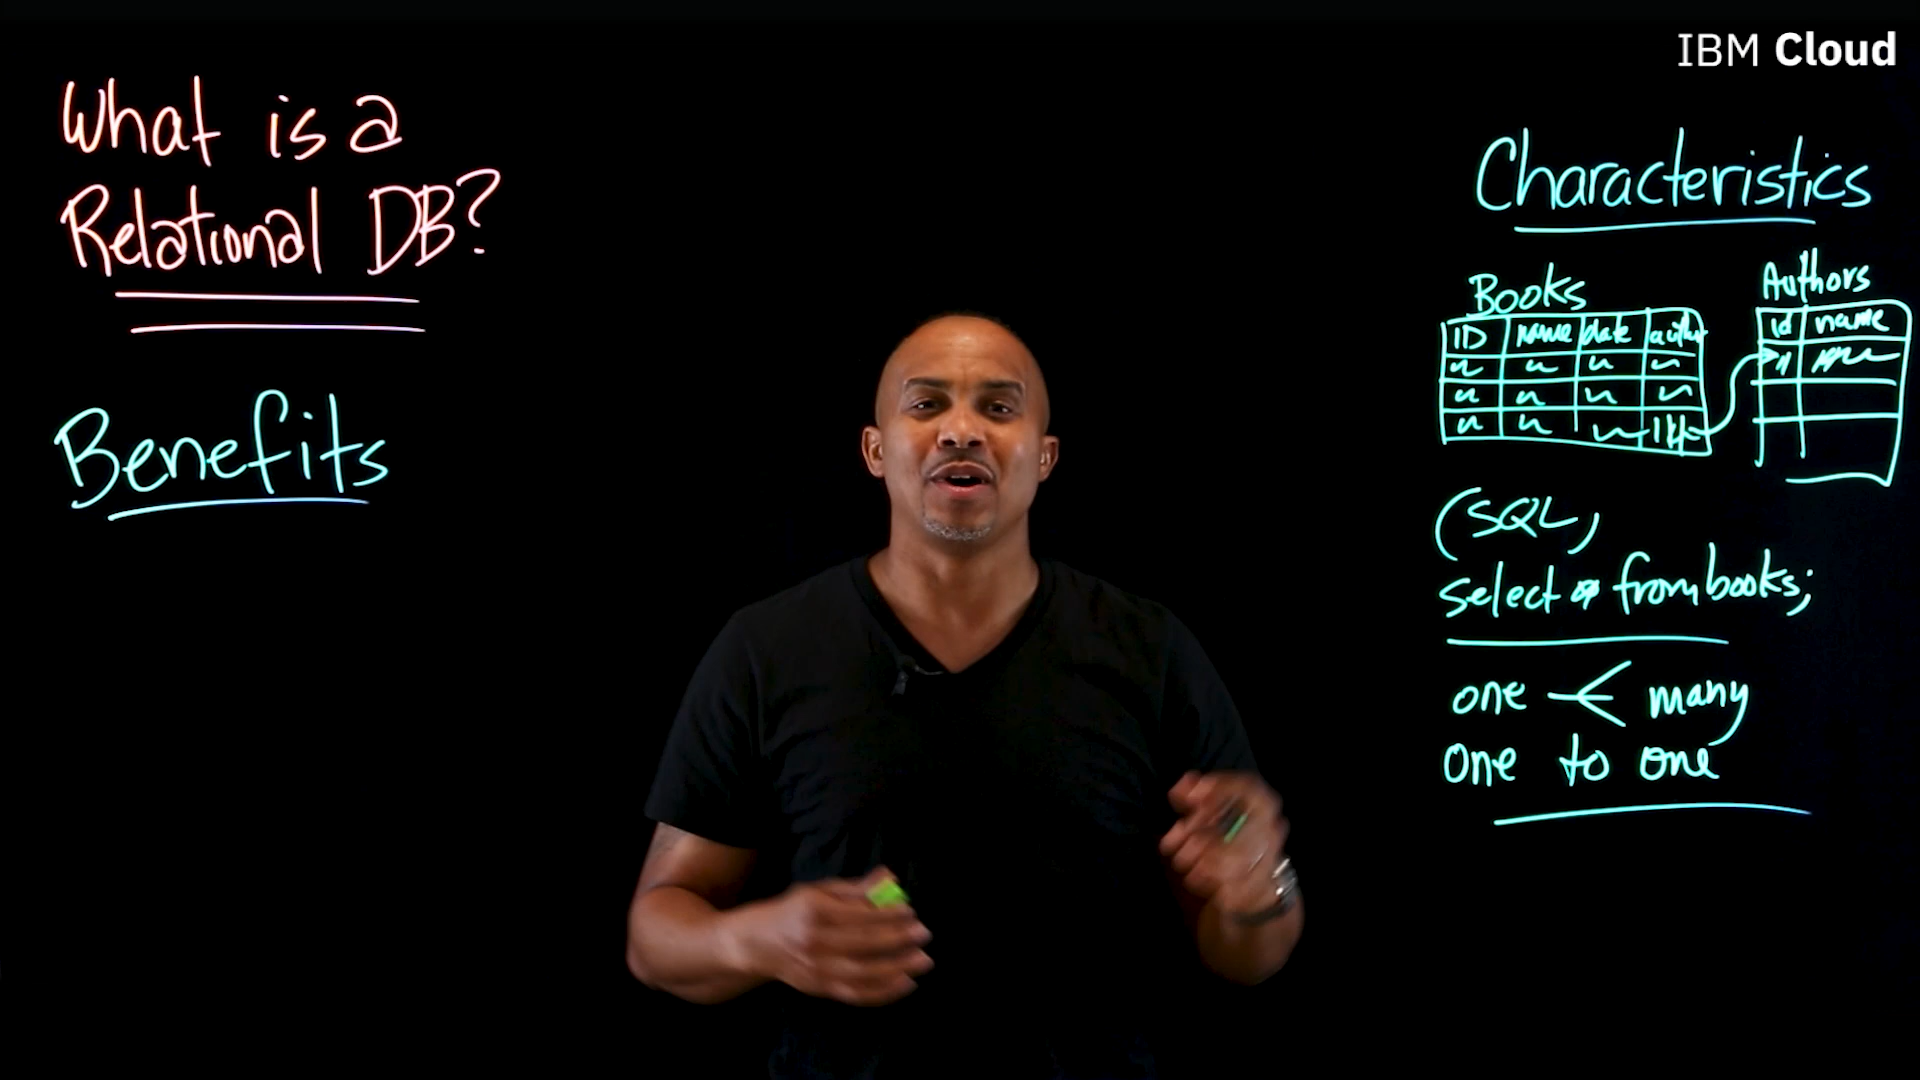 IBM Cloud
What is a
Relational DB?
Benefits
Characteristics
Books
ID name date author
Authors
id name
(SQL)
select * from books;
one many
one to one